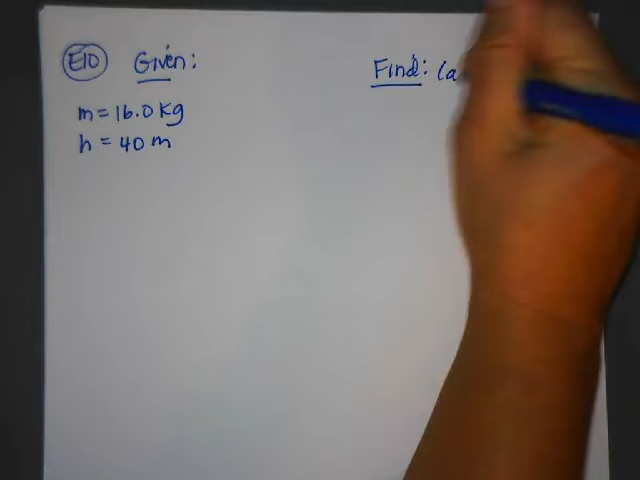 E10 Given: Find: (a
m = 16.0 kg
h = 40 m